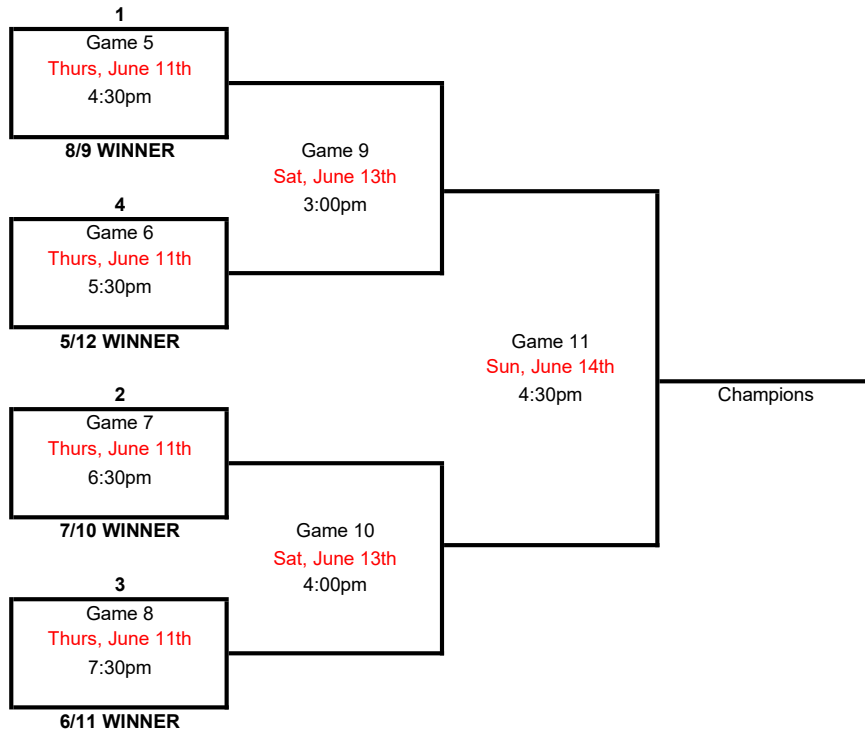 1
Game 5
Thurs, June 11th
4:30pm
8/9 WINNER
Game 9
Sat, June 13th
3:00pm
4
Game 6
Thurs, June 11th
5:30pm
5/12 WINNER
Game 11
Sun, June 14th
4:30pm
Champions
2
Game 7
Thurs, June 11th
6:30pm
7/10 WINNER
Game 10
Sat, June 13th
4:00pm
3
Game 8
Thurs, June 11th
7:30pm
6/11 WINNER